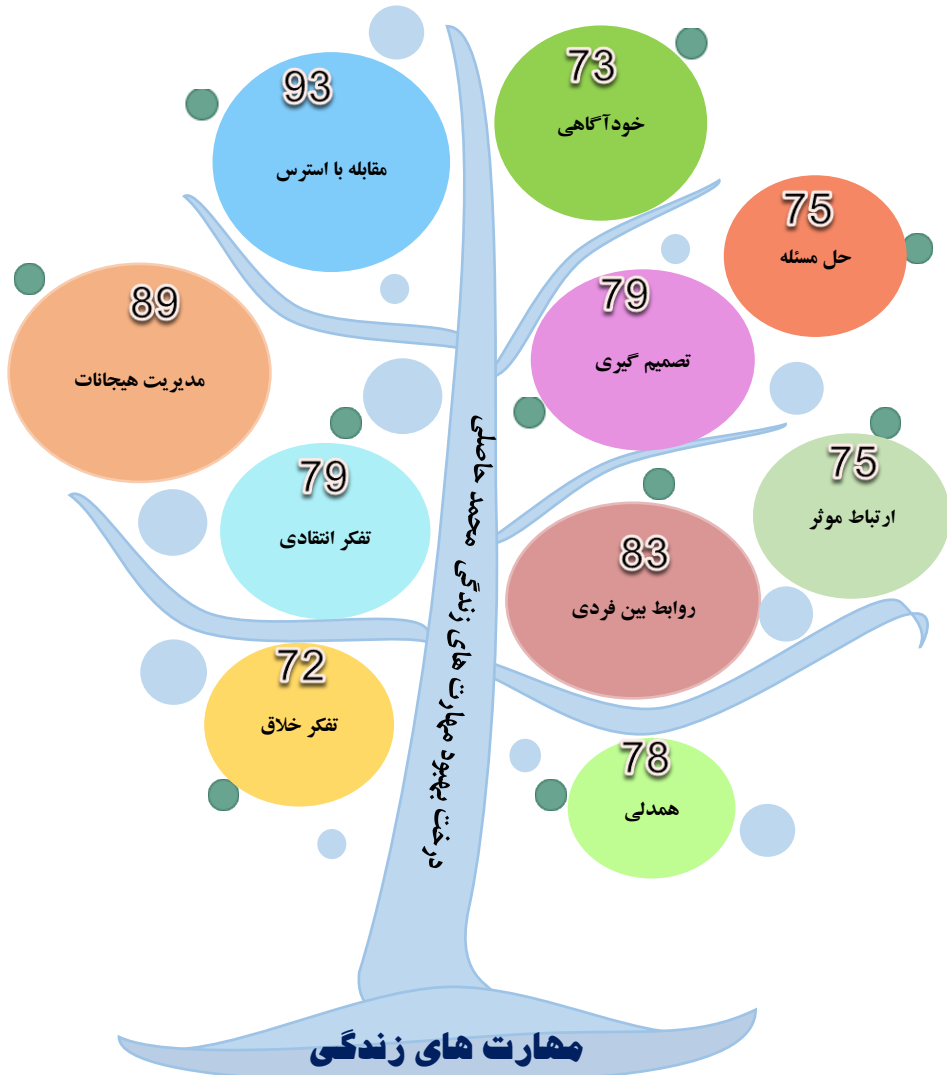 93
مقابله با استرس
73
خودآگاهی
75
حل مسئله
89
مدیریت هیجانات
79
تصمیم گیری
79
تفکر انتقادی
75
ارتباط موثر
83
روابط بین فردی
72
تفکر خلاق
78
همدلی
درخت بهبود مهارت های زندگی محمد حاصلی
مهارت های زندگی